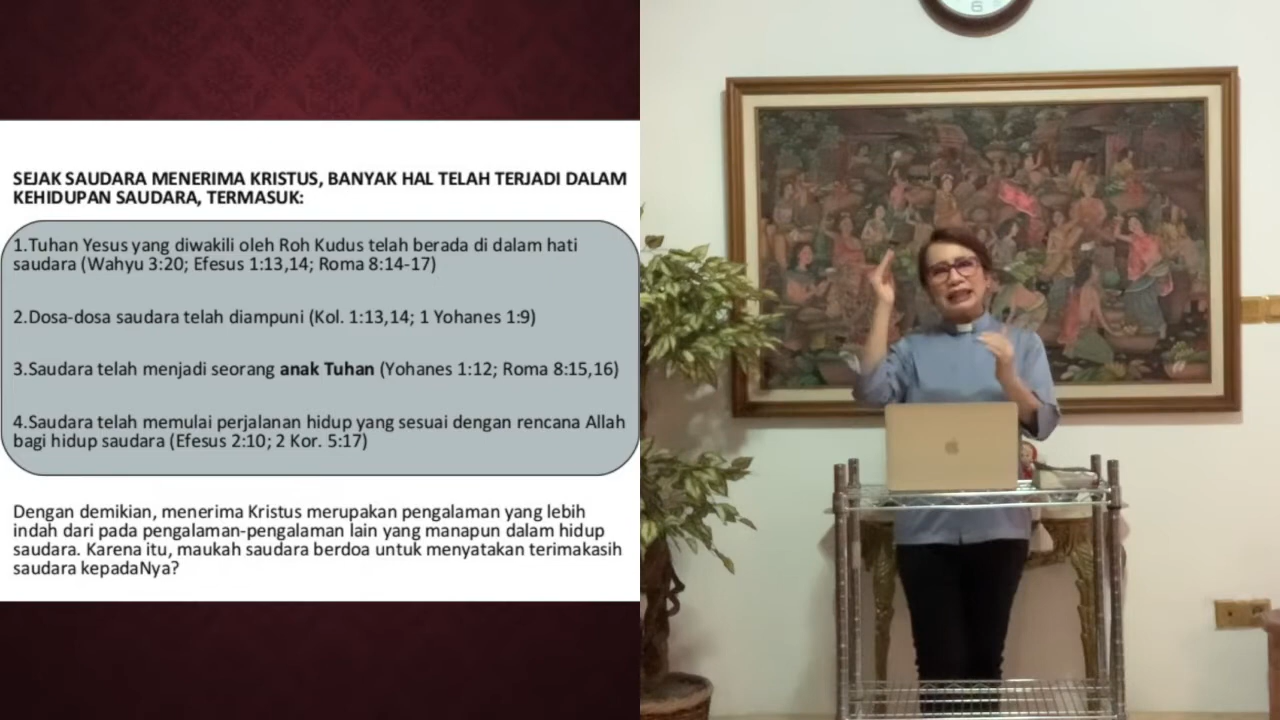 SEJAK SAUDARA MENERIMA KRISTUS, BANYAK HAL TELAH TERJADI DALAM
KEHIDUPAN SAUDARA, TERMASUK:
1.Tuhan Yesus yang diwakili oleh Roh Kudus telah berada di dalam hati
saudara (Wahyu 3:20; Efesus 1:13,14; Roma 8:14-17)
2.Dosa-dosa saudara telah diampuni (Kol. 1:13,14; 1 Yohanes 1:9)
3.Saudara telah menjadi seorang anak Tuhan (Yohanes 1:12; Roma 8:15,16)
4.Saudara telah memulai perjalanan hidup yang sesuai dengan rencana Allah
bagi hidup saudara (Efesus 2:10; 2 Kor. 5:17)
Dengan demikian, menerima Kristus merupakan pengalaman yang lebih
indah dari pada pengalaman-pengalaman lain yang manapun dalam hidup
saudara. Karena itu, maukah saudara berdoa untuk menyatakan terimakasih
saudara kepadaNya?
6